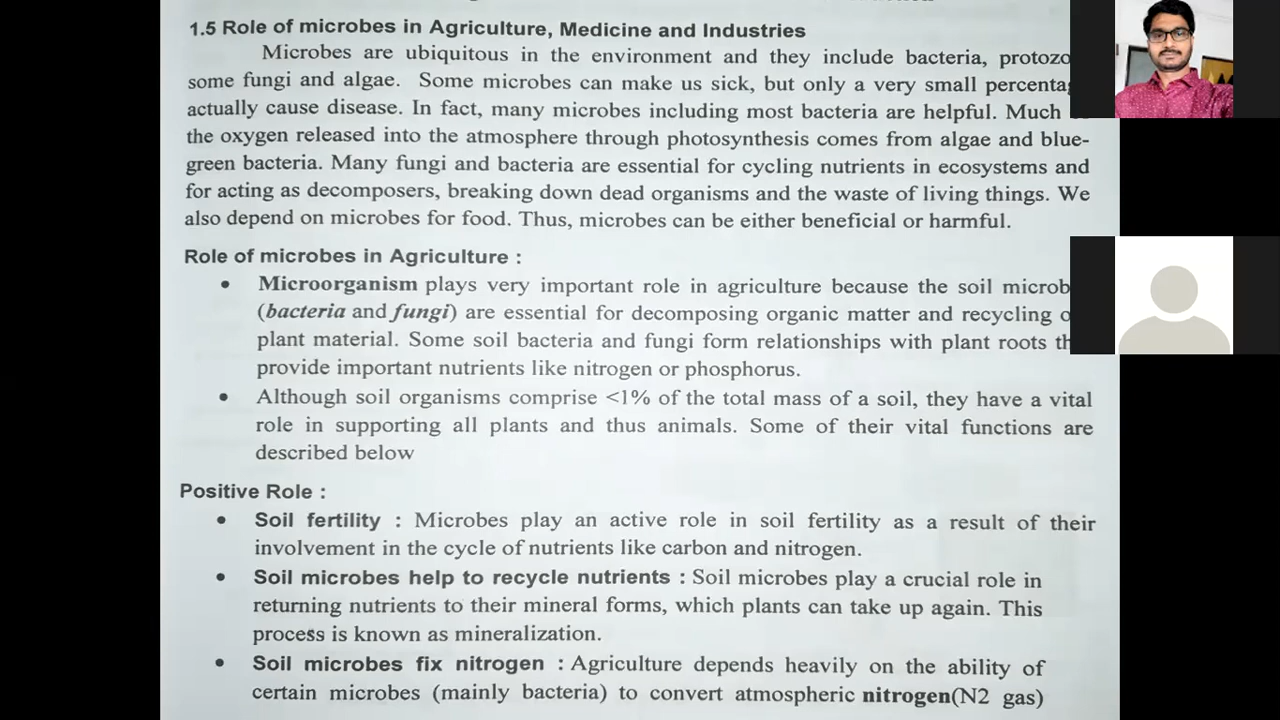 1.5 Role of microbes in Agriculture, Medicine and Industries
Microbes are ubiquitous in the environment and they include bacteria, protozo
some fungi and algae. Some microbes can make us sick, but only a very small percenta
actually cause disease. In fact, many microbes including most bacteria are helpful. Much
the oxygen released into the atmosphere through photosynthesis comes from algae and blue-
green bacteria. Many fungi and bacteria are essential for cycling nutrients in ecosystems and
for acting as decomposers, breaking down dead organisms and the waste of living things. We
also depend on microbes for food. Thus, microbes can be either beneficial or harmful.
Role of microbes in Agriculture :
• Microorganism plays very important role in agriculture because the soil microb
(bacteria and fungi) are essential for decomposing organic matter and recycling o
plant material. Some soil bacteria and fungi form relationships with plant roots th
provide important nutrients like nitrogen or phosphorus.
• Although soil organisms comprise <1% of the total mass of a soil, they have a vital
role in supporting all plants and thus animals. Some of their vital functions are
described below
Positive Role :
• Soil fertility : Microbes play an active role in soil fertility as a result of their
involvement in the cycle of nutrients like carbon and nitrogen.
• Soil microbes help to recycle nutrients : Soil microbes play a crucial role in
returning nutrients to their mineral forms, which plants can take up again. This
process is known as mineralization.
• Soil microbes fix nitrogen : Agriculture depends heavily on the ability of
certain microbes (mainly bacteria) to convert atmospheric nitrogen(N2 gas)